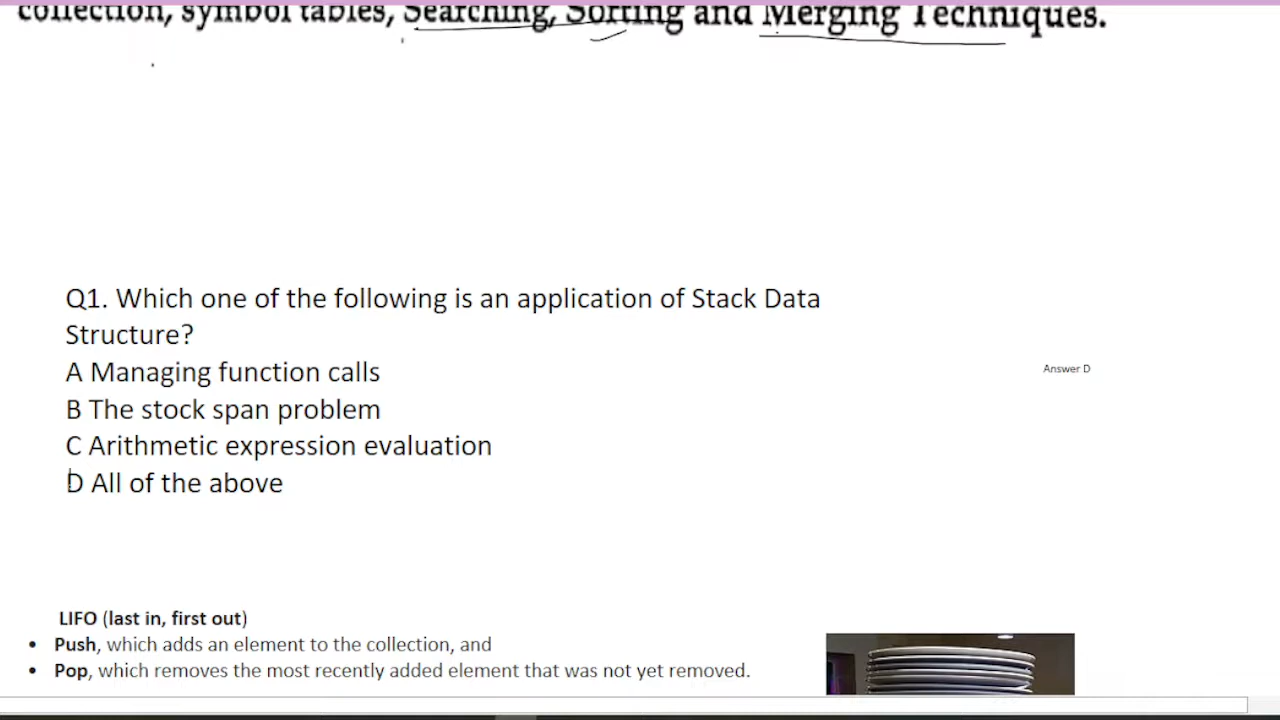 collection, symbol tables, Searching, Sorting and Merging Techniques.
Q1. Which one of the following is an application of Stack Data
Structure?
A Managing function calls
Answer D
B The stock span problem
C Arithmetic expression evaluation
D All of the above
LIFO (last in, first out)
• Push, which adds an element to the collection, and
• Pop, which removes the most recently added element that was not yet removed.